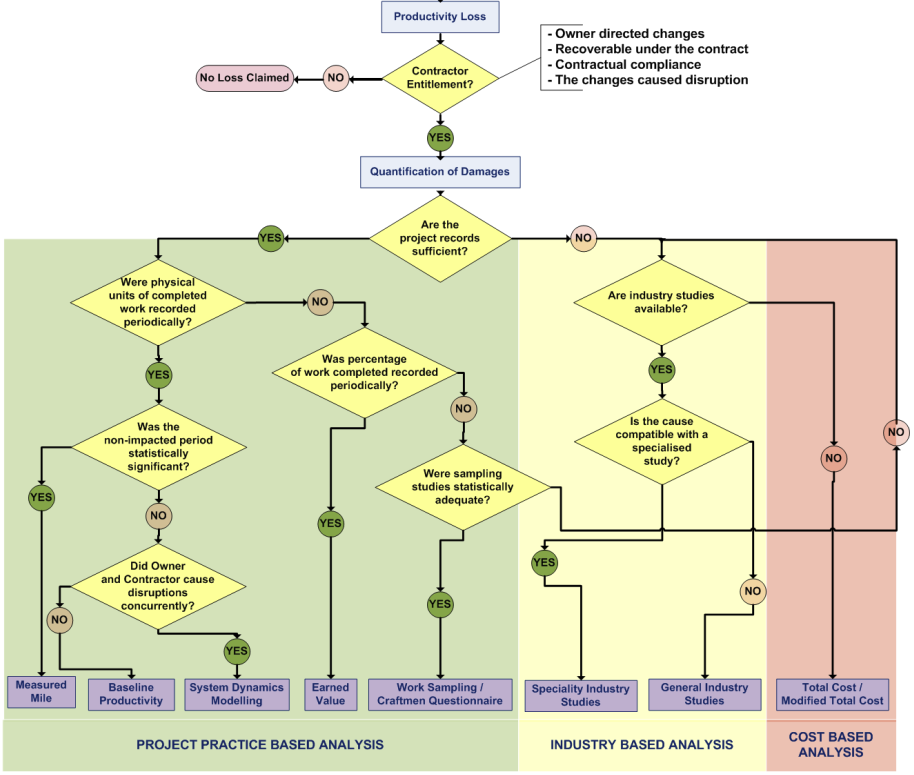 Productivity Loss
- Owner directed changes
- Recoverable under the contract
- Contractual compliance
- The changes caused disruption
Contractor
Entitlement?
NO
No Loss Claimed
YES
Quantification of Damages
Are the
project records
sufficient?
YES
NO
Were physical
units of completed
work recorded
periodically?
NO
Are industry studies
available?
YES
Was percentage
of work completed recorded
periodically?
YES
NO
Was the
non-impacted period
statistically
significant?
Is the cause
compatible with a
specialised
study?
NO
NO
YES
Were sampling
studies statistically
adequate?
NO
YES
Did Owner
and Contractor cause
disruptions
concurrently?
YES
NO
YES
NO
YES
Measured
Mile
Baseline
Productivity
System Dynamics
Modelling
Earned
Value
Work Sampling /
Craftmen Questionnaire
Speciality Industry
Studies
General Industry
Studies
Total Cost /
Modified Total Cost
PROJECT PRACTICE BASED ANALYSIS
INDUSTRY BASED ANALYSIS
COST BASED
ANALYSIS